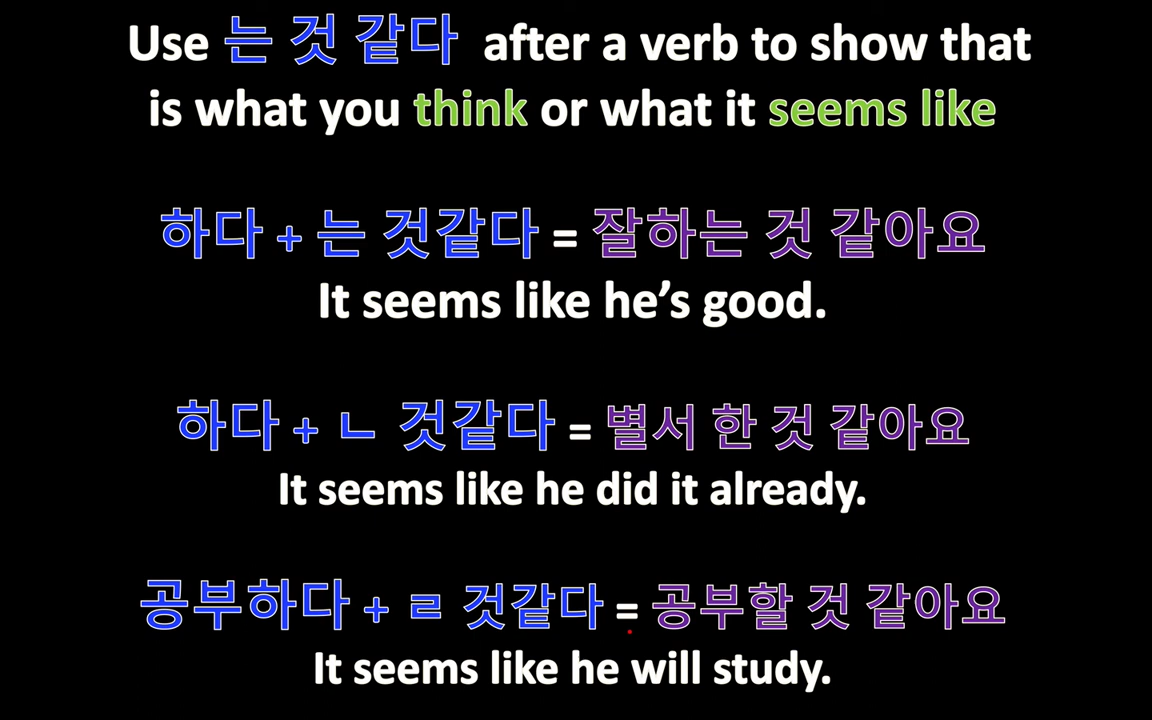 Use 는 것 같다 after a verb to show that
is what you think or what it seems like
하다 + 는 것같다 = 잘하는 것 같아요
It seems like he's good.
하다 + ㄴ 것같다 = 별서 한 것 같아요
It seems like he did it already.
공부하다 + ㄹ 것같다 = 공부할 것 같아요
It seems like he will study.